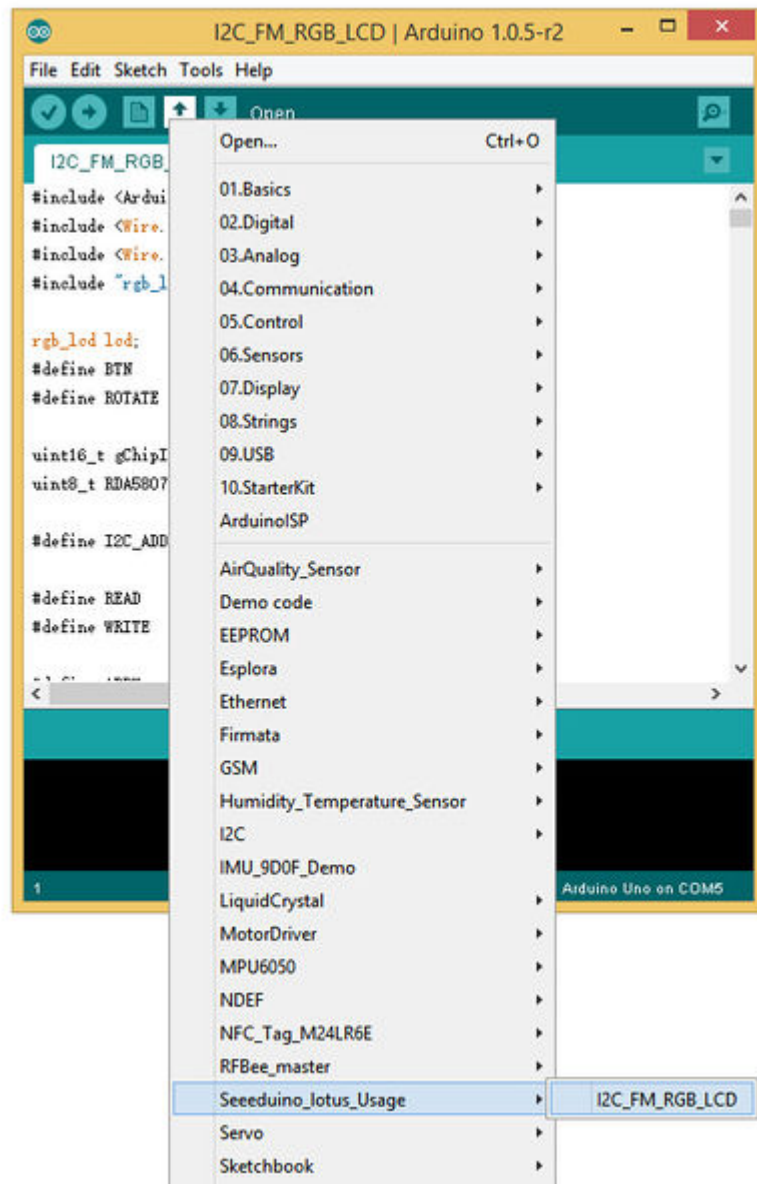 I2C_FM_RGB_LCD | Arduino 1.0.5-r2
File Edit Sketch Tools Help
Open
I2C_FM_RGB_
#include <Ardui
#include <Wire.
#include <Wire.
#include "rgb_l
rgb_lcd lcd;
#define BTN
#define ROTATE
uint16_t gChipI
uint8_t RDA5807
#define I2C_ADD
#define READ
#define WRITE
Open... Ctrl+O
01.Basics
02.Digital
03.Analog
04.Communication
05.Control
06.Sensors
07.Display
08.Strings
09.USB
10.StarterKit
ArduinoISP
AirQuality_Sensor
Demo code
EEPROM
Esplora
Ethernet
Firmata
GSM
Humidity_Temperature_Sensor
I2C
IMU_9D0F_Demo
LiquidCrystal
MotorDriver
MPU6050
NDEF
NFC_Tag_M24LR6E
RFBee_master
Seeeduino_lotus_Usage
I2C_FM_RGB_LCD
Servo
Sketchbook
1
Arduino Uno on COM5